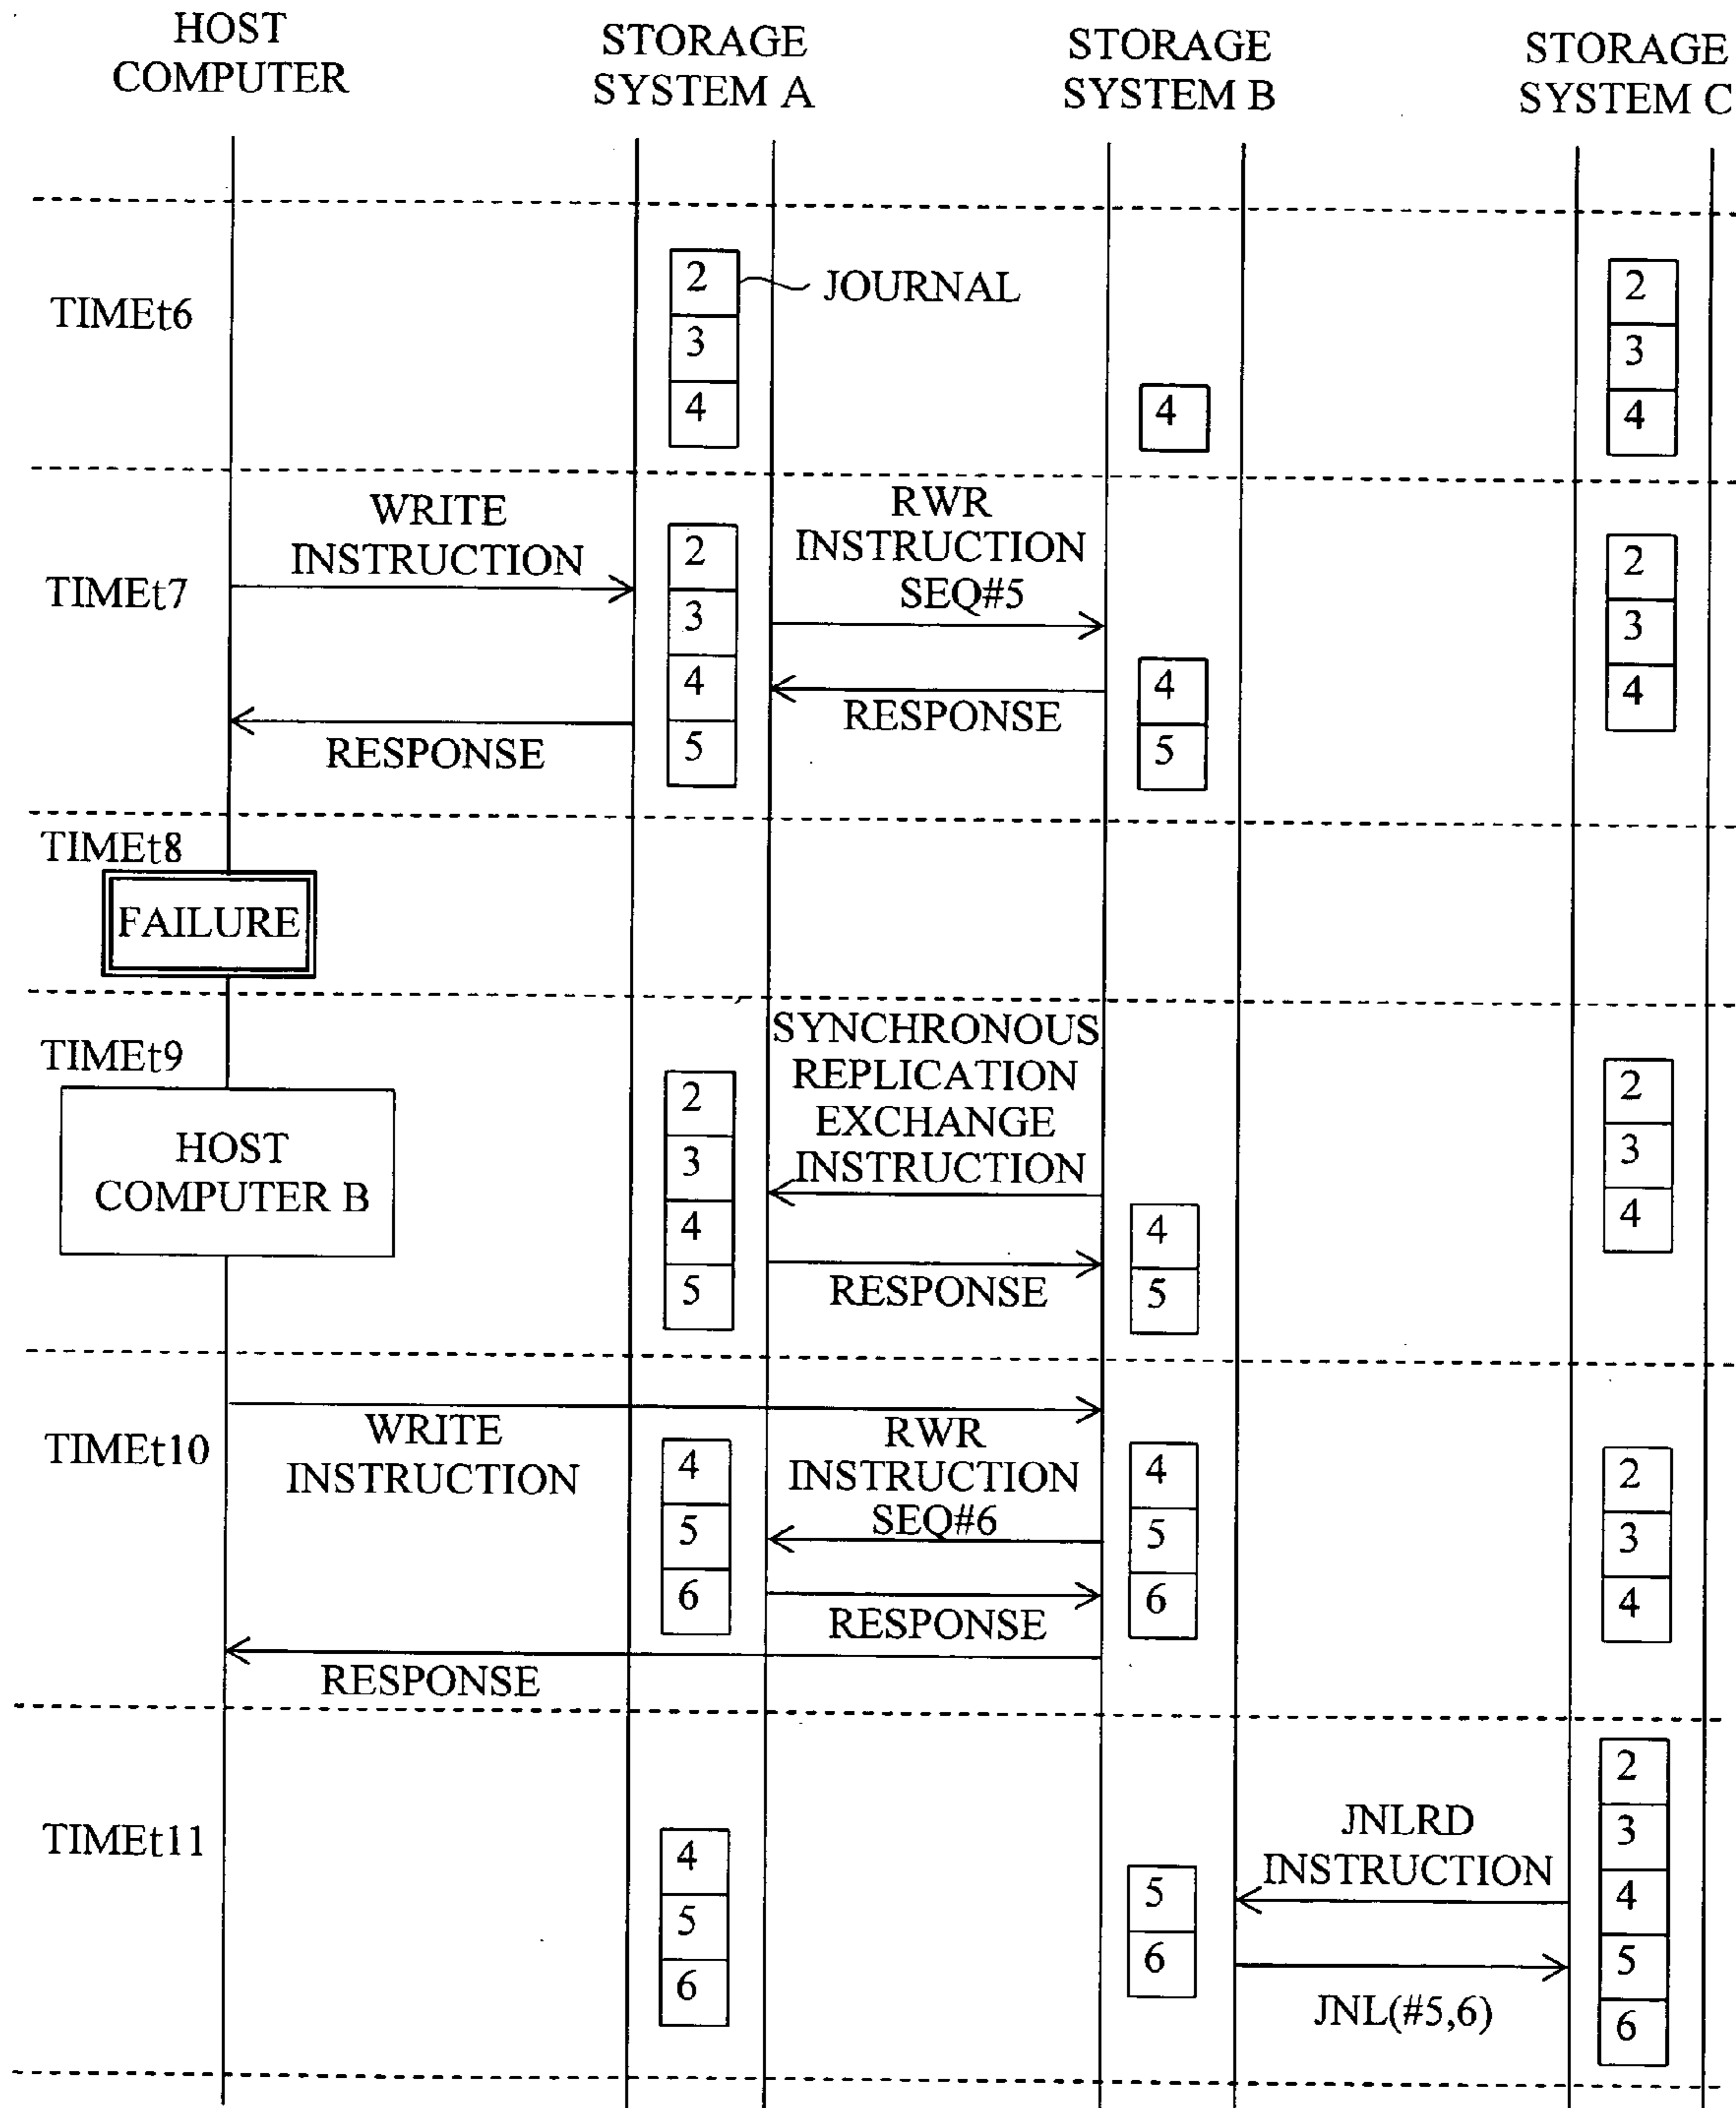 HOST
COMPUTER
STORAGE
SYSTEM A
STORAGE
SYSTEM B
STORAGE
SYSTEM C
TIMEt6
2
3
4
JOURNAL
4
2
3
4
TIMEt7
WRITE
INSTRUCTION
RESPONSE
2
3
4
5
RWR
INSTRUCTION
SEQ#5
RESPONSE
4
5
2
3
4
TIMEt8
FAILURE
TIMEt9
HOST
COMPUTER B
2
3
4
5
SYNCHRONOUS
REPLICATION
EXCHANGE
INSTRUCTION
RESPONSE
4
5
2
3
4
TIMEt10
WRITE
INSTRUCTION
RESPONSE
4
5
6
RWR
INSTRUCTION
SEQ#6
RESPONSE
4
5
6
2
3
4
TIMEt11
4
5
6
5
6
JNLRD
INSTRUCTION
JNL(#5,6)
2
3
4
5
6